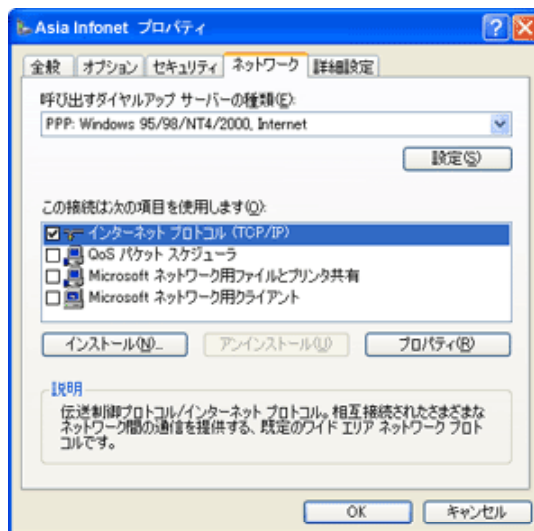 Asia Infonet プロパティ
全般 オプション セキュリティ ネットワーク 詳細設定
呼び出すダイヤルアップ サーバーの種類(E):
PPP: Windows 95/98/NT4/2000, Internet
設定(S)
この接続は次の項目を使用します(O):
インターネット プロトコル (TCP/IP)
QoS パケット スケジューラ
Microsoft ネットワーク用ファイルとプリンタ共有
Microsoft ネットワーク用クライアント
インストール(N)... アンインストール(U) プロパティ(R)
説明
伝送制御プロトコル/インターネット プロトコル。相互接続されたさまざまな
ネットワーク間の通信を提供する、既定のワイド エリア ネットワーク プロト
コルです。
OK キャンセル